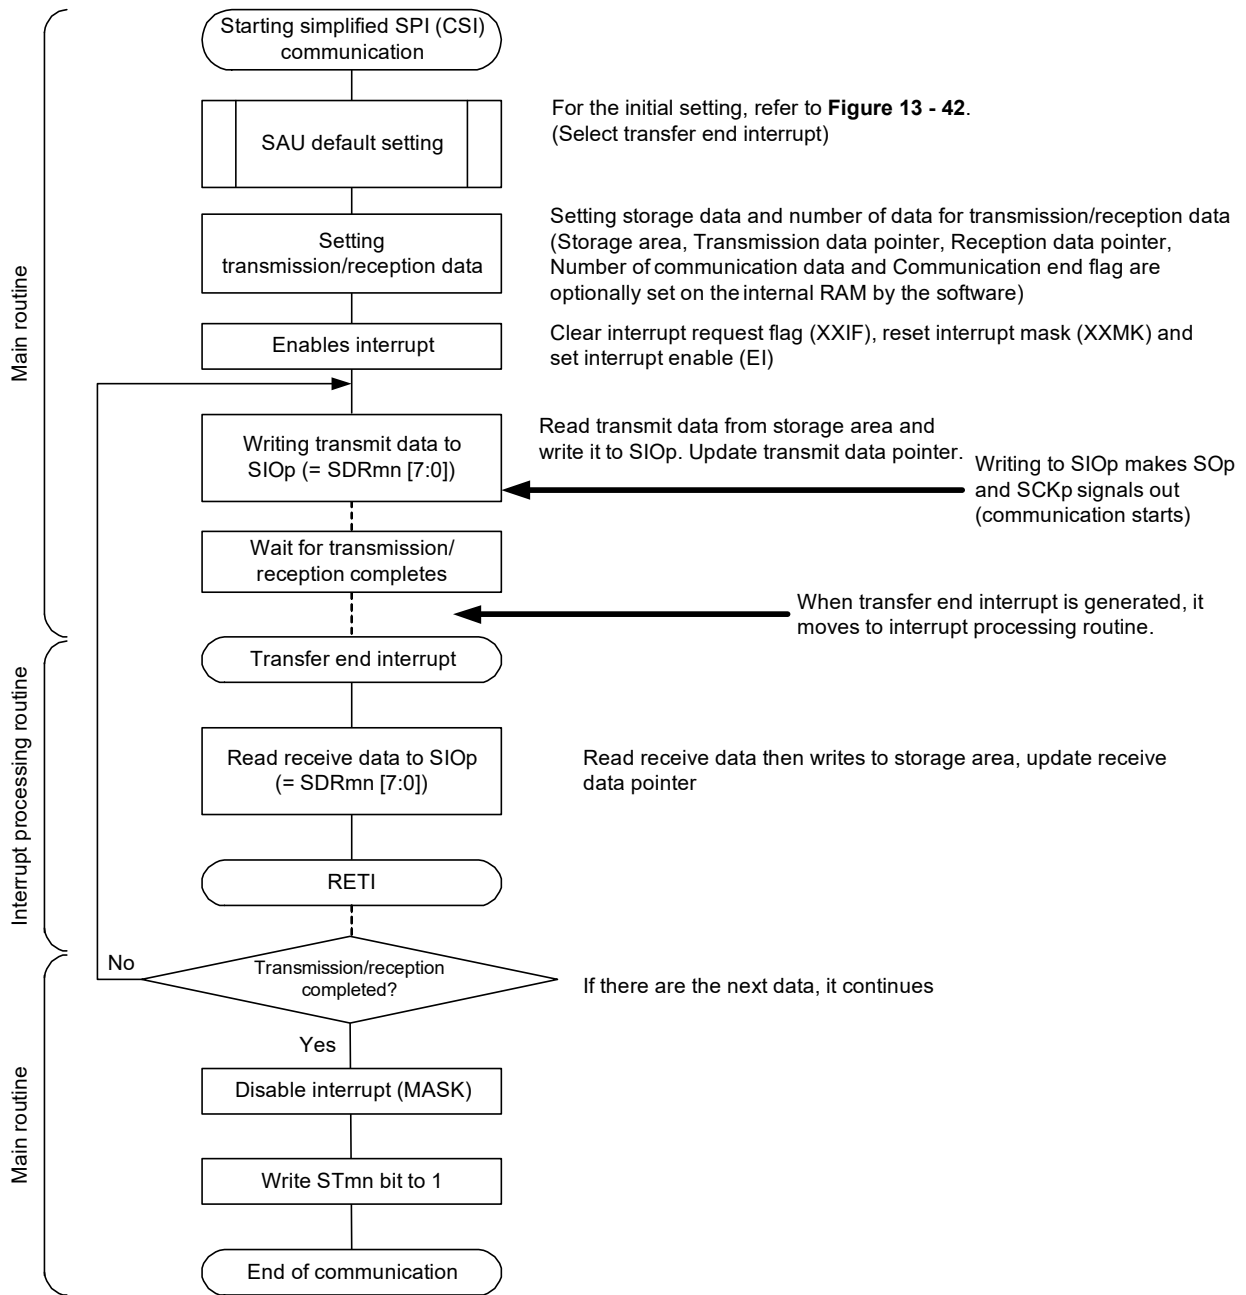 Starting simplified SPI (CSI)
communication
SAU default setting
For the initial setting, refer to Figure 13 - 42.
(Select transfer end interrupt)
Setting
transmission/reception data
Setting storage data and number of data for transmission/reception data
(Storage area, Transmission data pointer, Reception data pointer,
Number of communication data and Communication end flag are
optionally set on the internal RAM by the software)
Main routine
Enables interrupt
Clear interrupt request flag (XXIF), reset interrupt mask (XXMK) and
set interrupt enable (EI)
Writing transmit data to
SIOp (= SDRmn [7:0])
Read transmit data from storage area and
write it to SIOp. Update transmit data pointer.
Writing to SIOp makes SOp
and SCKp signals out
(communication starts)
Wait for transmission/
reception completes
When transfer end interrupt is generated, it
moves to interrupt processing routine.
Transfer end interrupt
Interrupt processing routine
Read receive data to SIOp
(= SDRmn [7:0])
Read receive data then writes to storage area, update receive
data pointer
RETI
No
Transmission/reception
completed?
If there are the next data, it continues
Yes
Main routine
Disable interrupt (MASK)
Write STmn bit to 1
End of communication